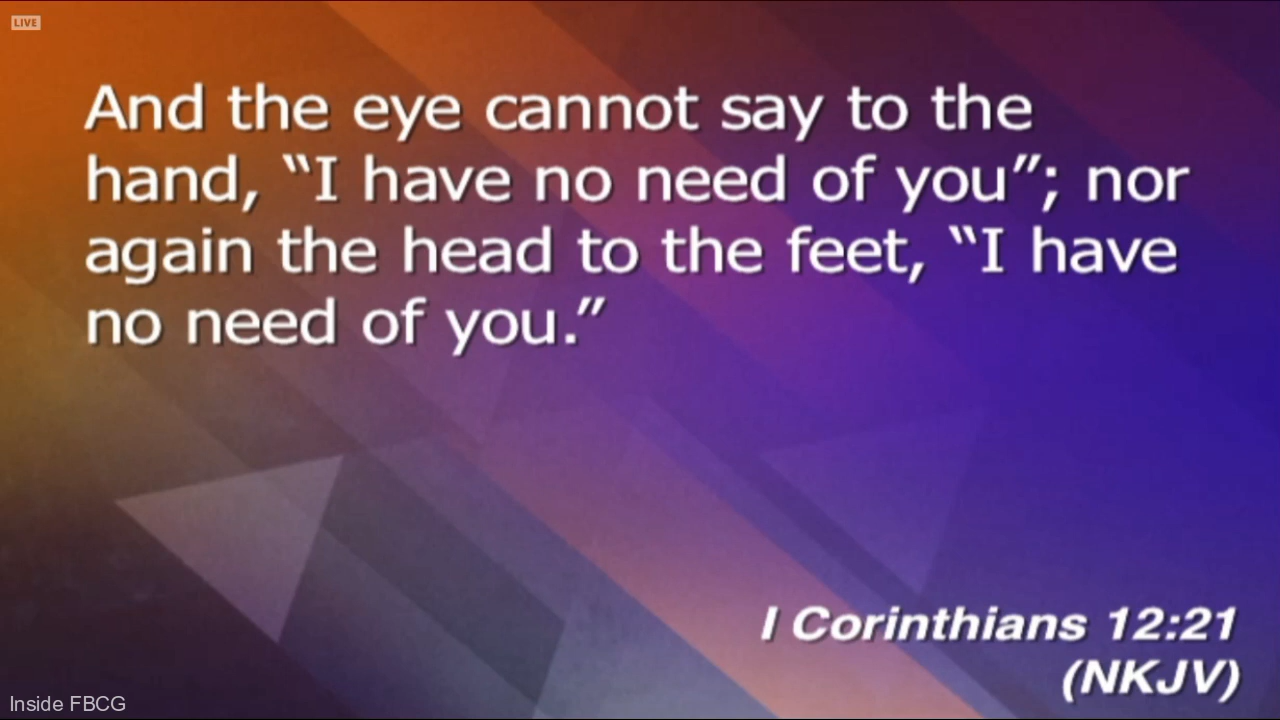 LIVE
And the eye cannot say to the
hand, “I have no need of you”; nor
again the head to the feet, “I have
no need of you.”
I Corinthians 12:21
(NKJV)
Inside FBCG